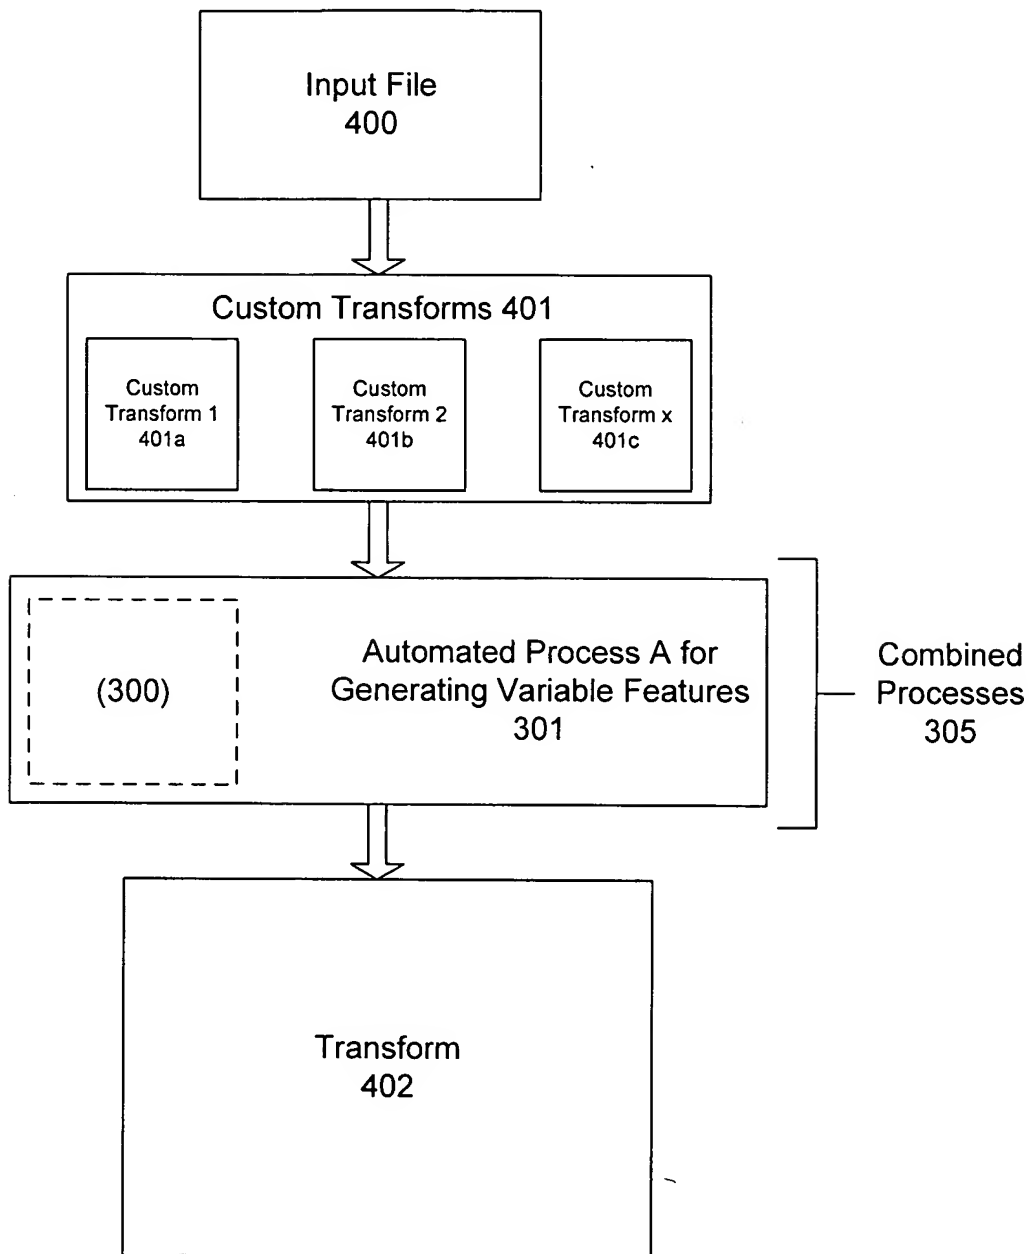 Input File
400
Custom Transforms 401
Custom
Transform 1
401a
Custom
Transform 2
401b
Custom
Transform x
401c
(300)
Automated Process A for
Generating Variable Features
301
Combined
Processes
305
Transform
402